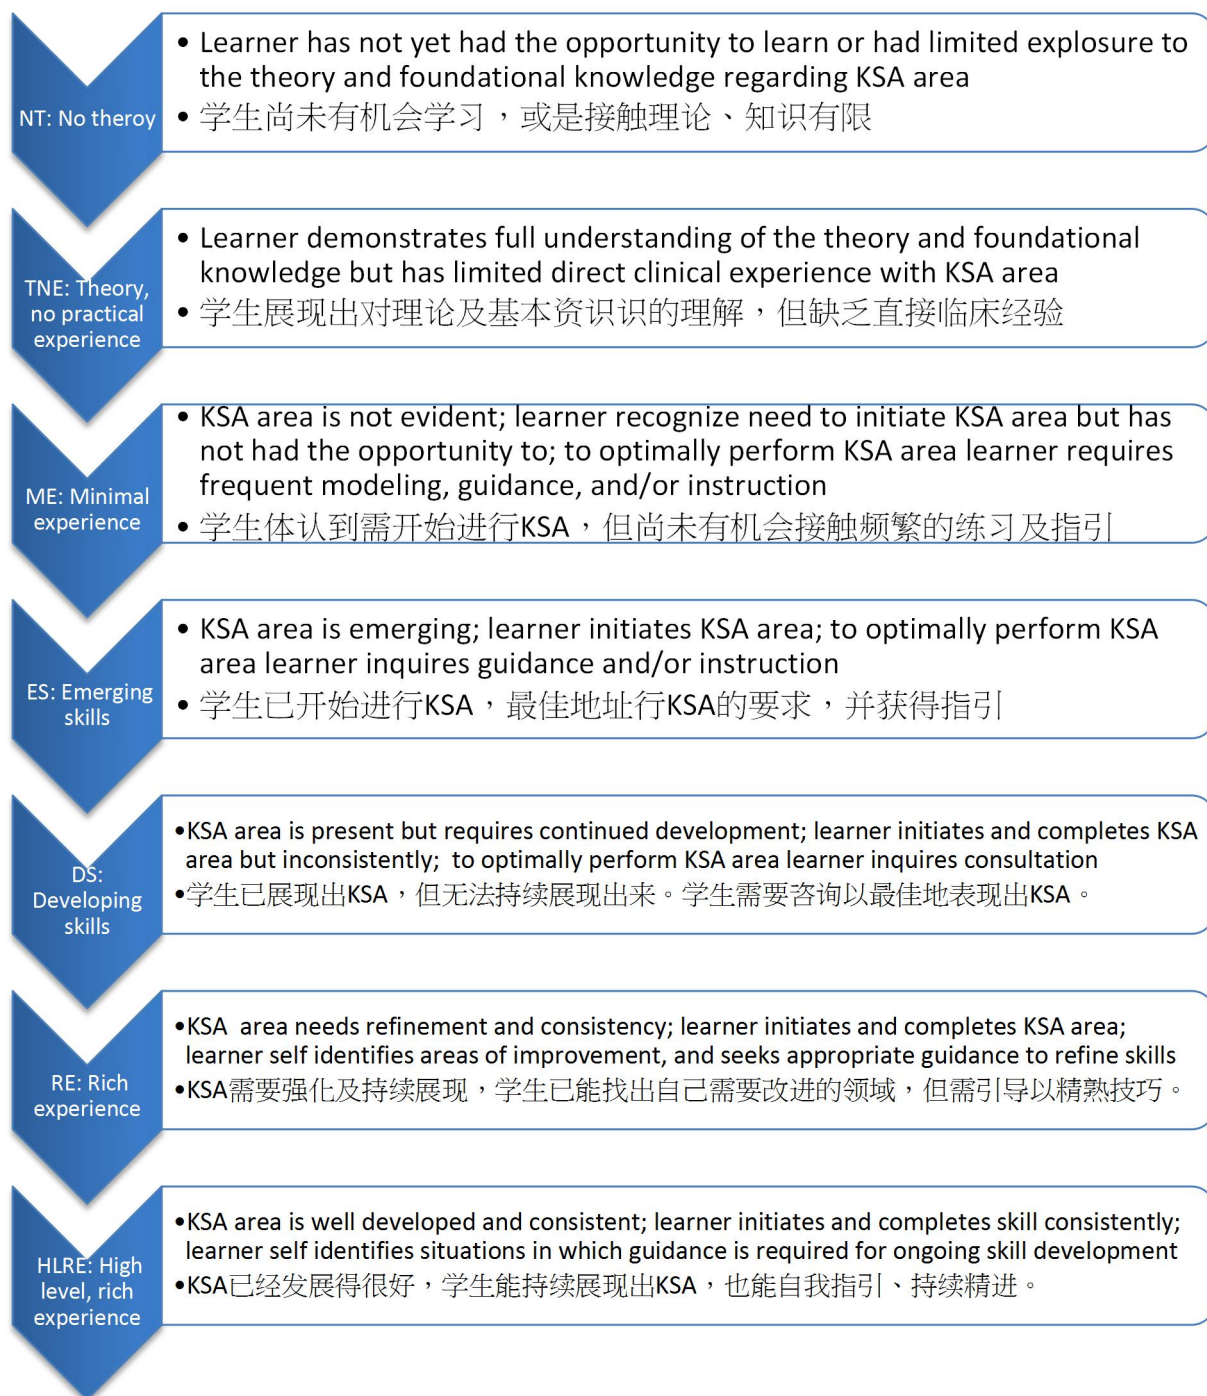 NT: No theroy
• Learner has not yet had the opportunity to learn or had limited explosure to
the theory and foundational knowledge regarding KSA area
• 学生尚未有机会学习，或是接触理论、知识有限
TNE: Theory,
no practical
experience
• Learner demonstrates full understanding of the theory and foundational
knowledge but has limited direct clinical experience with KSA area
• 学生展现出对理论及基本资识识的理解，但缺乏直接临床经验
ME: Minimal
experience
• KSA area is not evident; learner recognize need to initiate KSA area but has
not had the opportunity to; to optimally perform KSA area learner requires
frequent modeling, guidance, and/or instruction
• 学生体认到需开始进行KSA，但尚未有机会接触频繁的练习及指引
ES: Emerging
skills
• KSA area is emerging; learner initiates KSA area; to optimally perform KSA
area learner inquires guidance and/or instruction
• 学生已开始进行KSA，最佳地址行KSA的要求，并获得指引
DS:
Developing
skills
•KSA area is present but requires continued development; learner initiates and completes KSA
area but inconsistently;  to optimally perform KSA area learner inquires consultation
•学生已展现出KSA，但无法持续展现出来。学生需要咨询以最佳地表现出KSA。
RE: Rich
experience
•KSA  area needs refinement and consistency; learner initiates and completes KSA area;
learner self identifies areas of improvement, and seeks appropriate guidance to refine skills
•KSA需要强化及持续展现，学生已能找出自己需要改进的领域，但需引导以精熟技巧。
HLRE: High
level, rich
experience
•KSA area is well developed and consistent; learner initiates and completes skill consistently;
learner self identifies situations in which guidance is required for ongoing skill development
•KSA已经发展得很好，学生能持续展现出KSA，也能自我指引、持续精进。